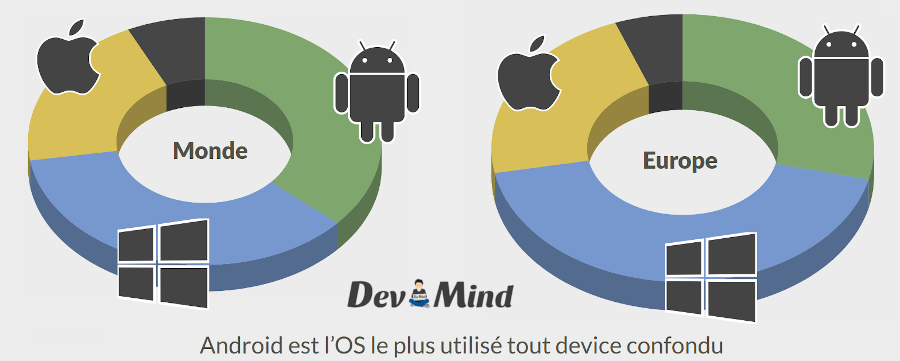 Monde
Europe
Dev Mind
Android est l'OS le plus utilisé tout device confondu